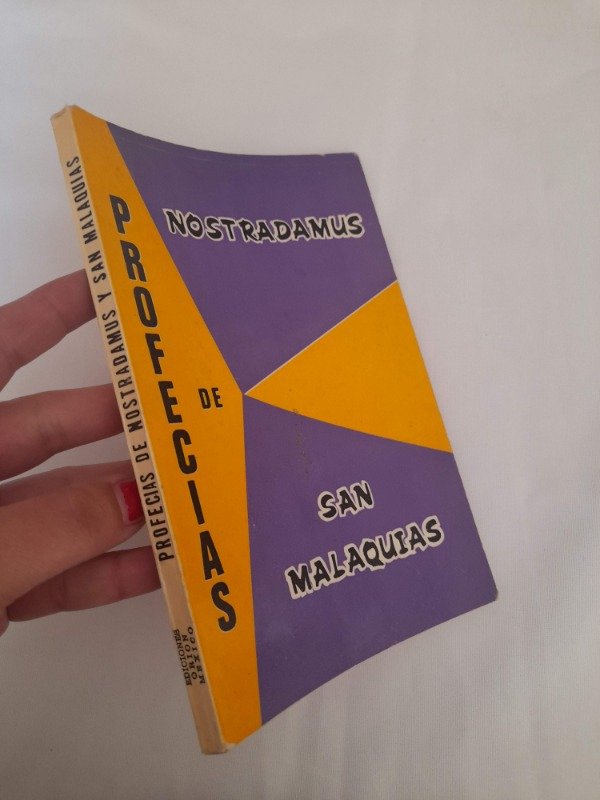 PROFECIAS DE NOSTRADAMUS Y SAN MALAQUIAS
EDICIONES
ORION
MEXICO
PROFECIAS
DE
NOSTRADAMUS
SAN
MALAQUIAS